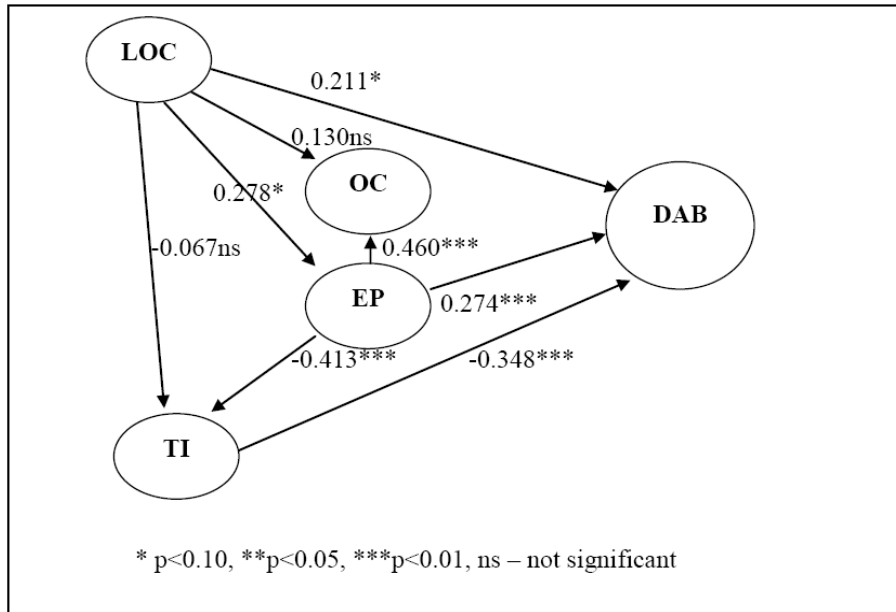 LOC
0.211*
0.130ns
OC
0.278*
DAB
-0.067ns
0.460***
EP
0.274***
-0.413***
-0.348***
TI
* p<0.10, **p<0.05, ***p<0.01, ns – not significant